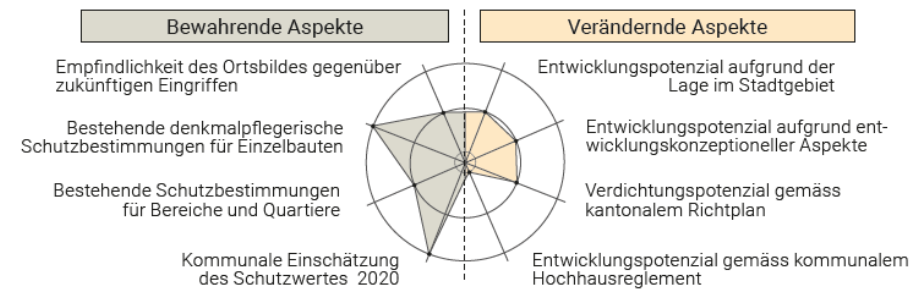 Bewahrende Aspekte
Verändernde Aspekte
Empfindlichkeit des Ortsbildes gegenüber
zukünftigen Eingriffen
Bestehende denkmalpflegerische
Schutzbestimmungen für Einzelbauten
Bestehende Schutzbestimmungen
für Bereiche und Quartiere
Kommunale Einschätzung
des Schutzwertes 2020
Entwicklungspotenzial aufgrund der
Lage im Stadtgebiet
Entwicklungspotenzial aufgrund ent-
wicklungskonzeptioneller Aspekte
Verdichtungspotenzial gemäss
kantonalem Richtplan
Entwicklungspotenzial gemäss kommunalem
Hochhausreglement